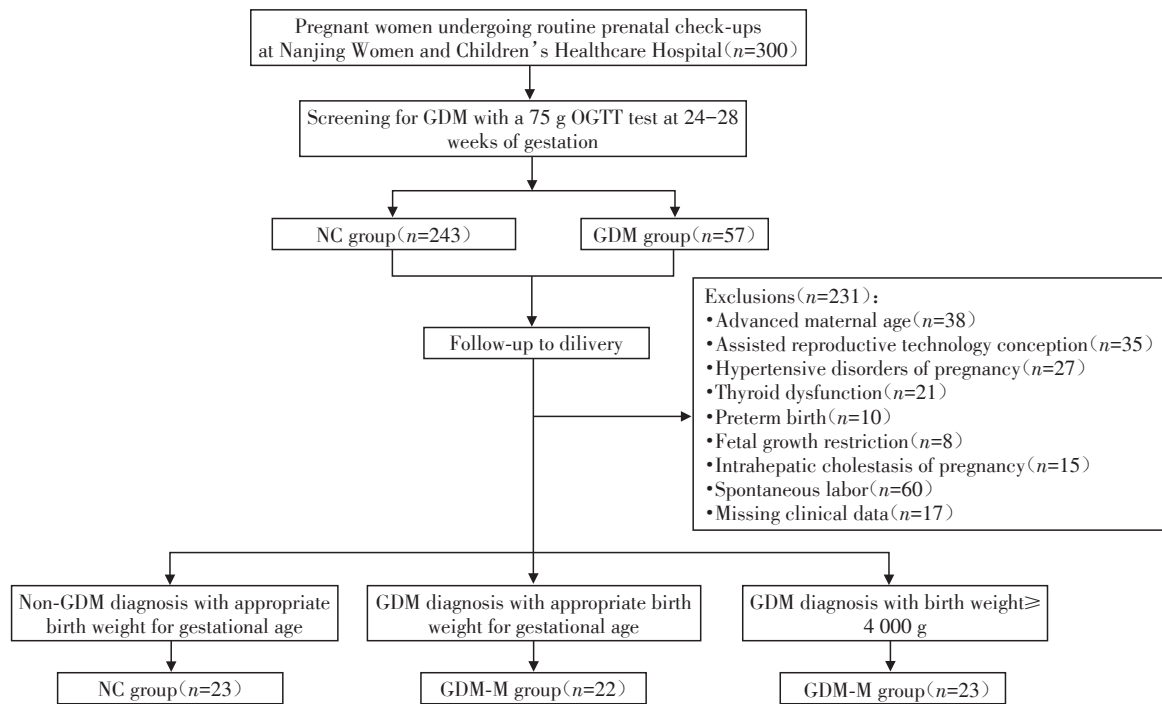 Pregnant women undergoing routine prenatal check-ups
at Nanjing Women and Children’s Healthcare Hospital(n=300)
Screening for GDM with a 75 g OGTT test at 24-28
weeks of gestation
NC group(n=243)
GDM group(n=57)
Exclusions(n=231)：
•Advanced maternal age(n=38)
•Assisted reproductive technology conception(n=35)
•Hypertensive disorders of pregnancy(n=27)
•Thyroid dysfunction(n=21)
•Preterm birth(n=10)
•Fetal growth restriction(n=8)
•Intrahepatic cholestasis of pregnancy(n=15)
•Spontaneous labor(n=60)
•Missing clinical data(n=17)
Follow-up to dilivery
Non-GDM diagnosis with appropriate
birth weight for gestational age
GDM diagnosis with appropriate birth
weight for gestational age
GDM diagnosis with birth weight≥
4 000 g
NC group(n=23)
GDM-M group(n=22)
GDM-M group(n=23)